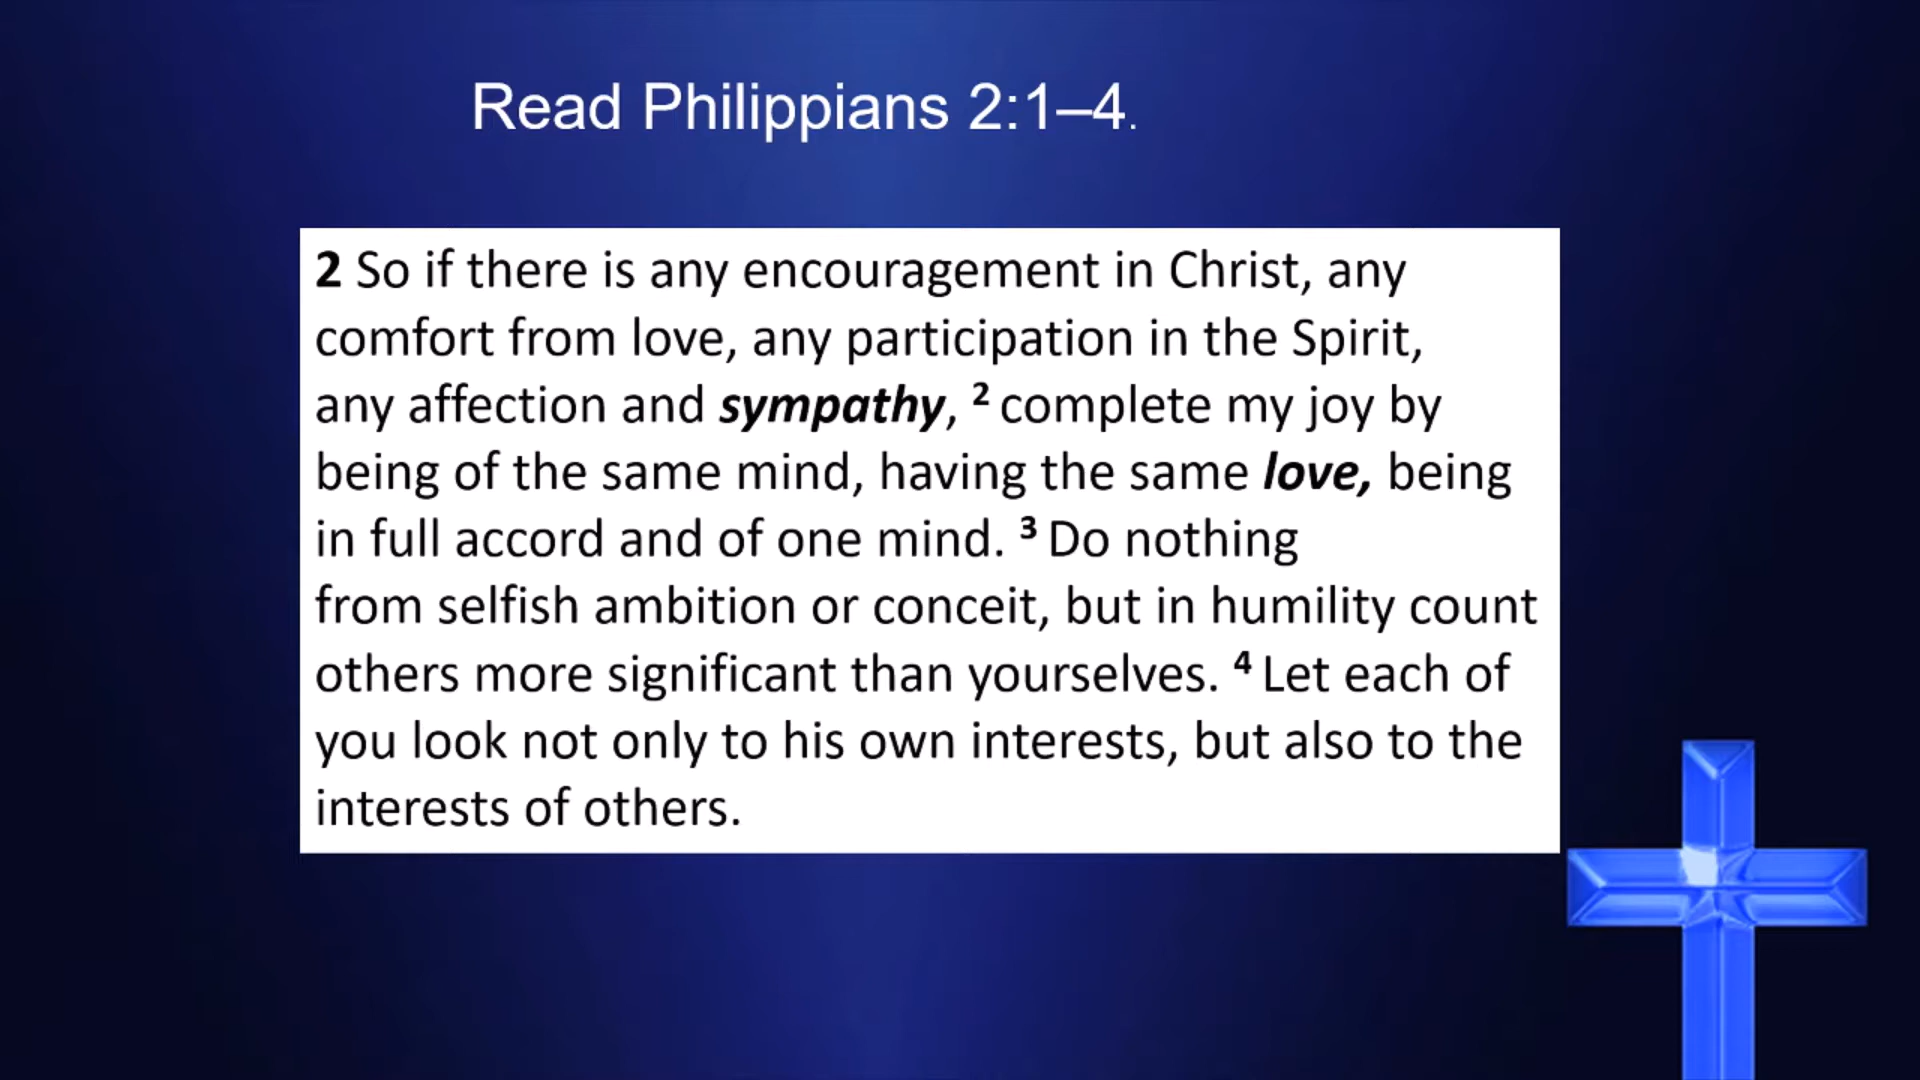 Read Philippians 2:1–4.
2 So if there is any encouragement in Christ, any
comfort from love, any participation in the Spirit,
any affection and sympathy, ² complete my joy by
being of the same mind, having the same love, being
in full accord and of one mind. ³ Do nothing
from selfish ambition or conceit, but in humility count
others more significant than yourselves. ⁴ Let each of
you look not only to his own interests, but also to the
interests of others.